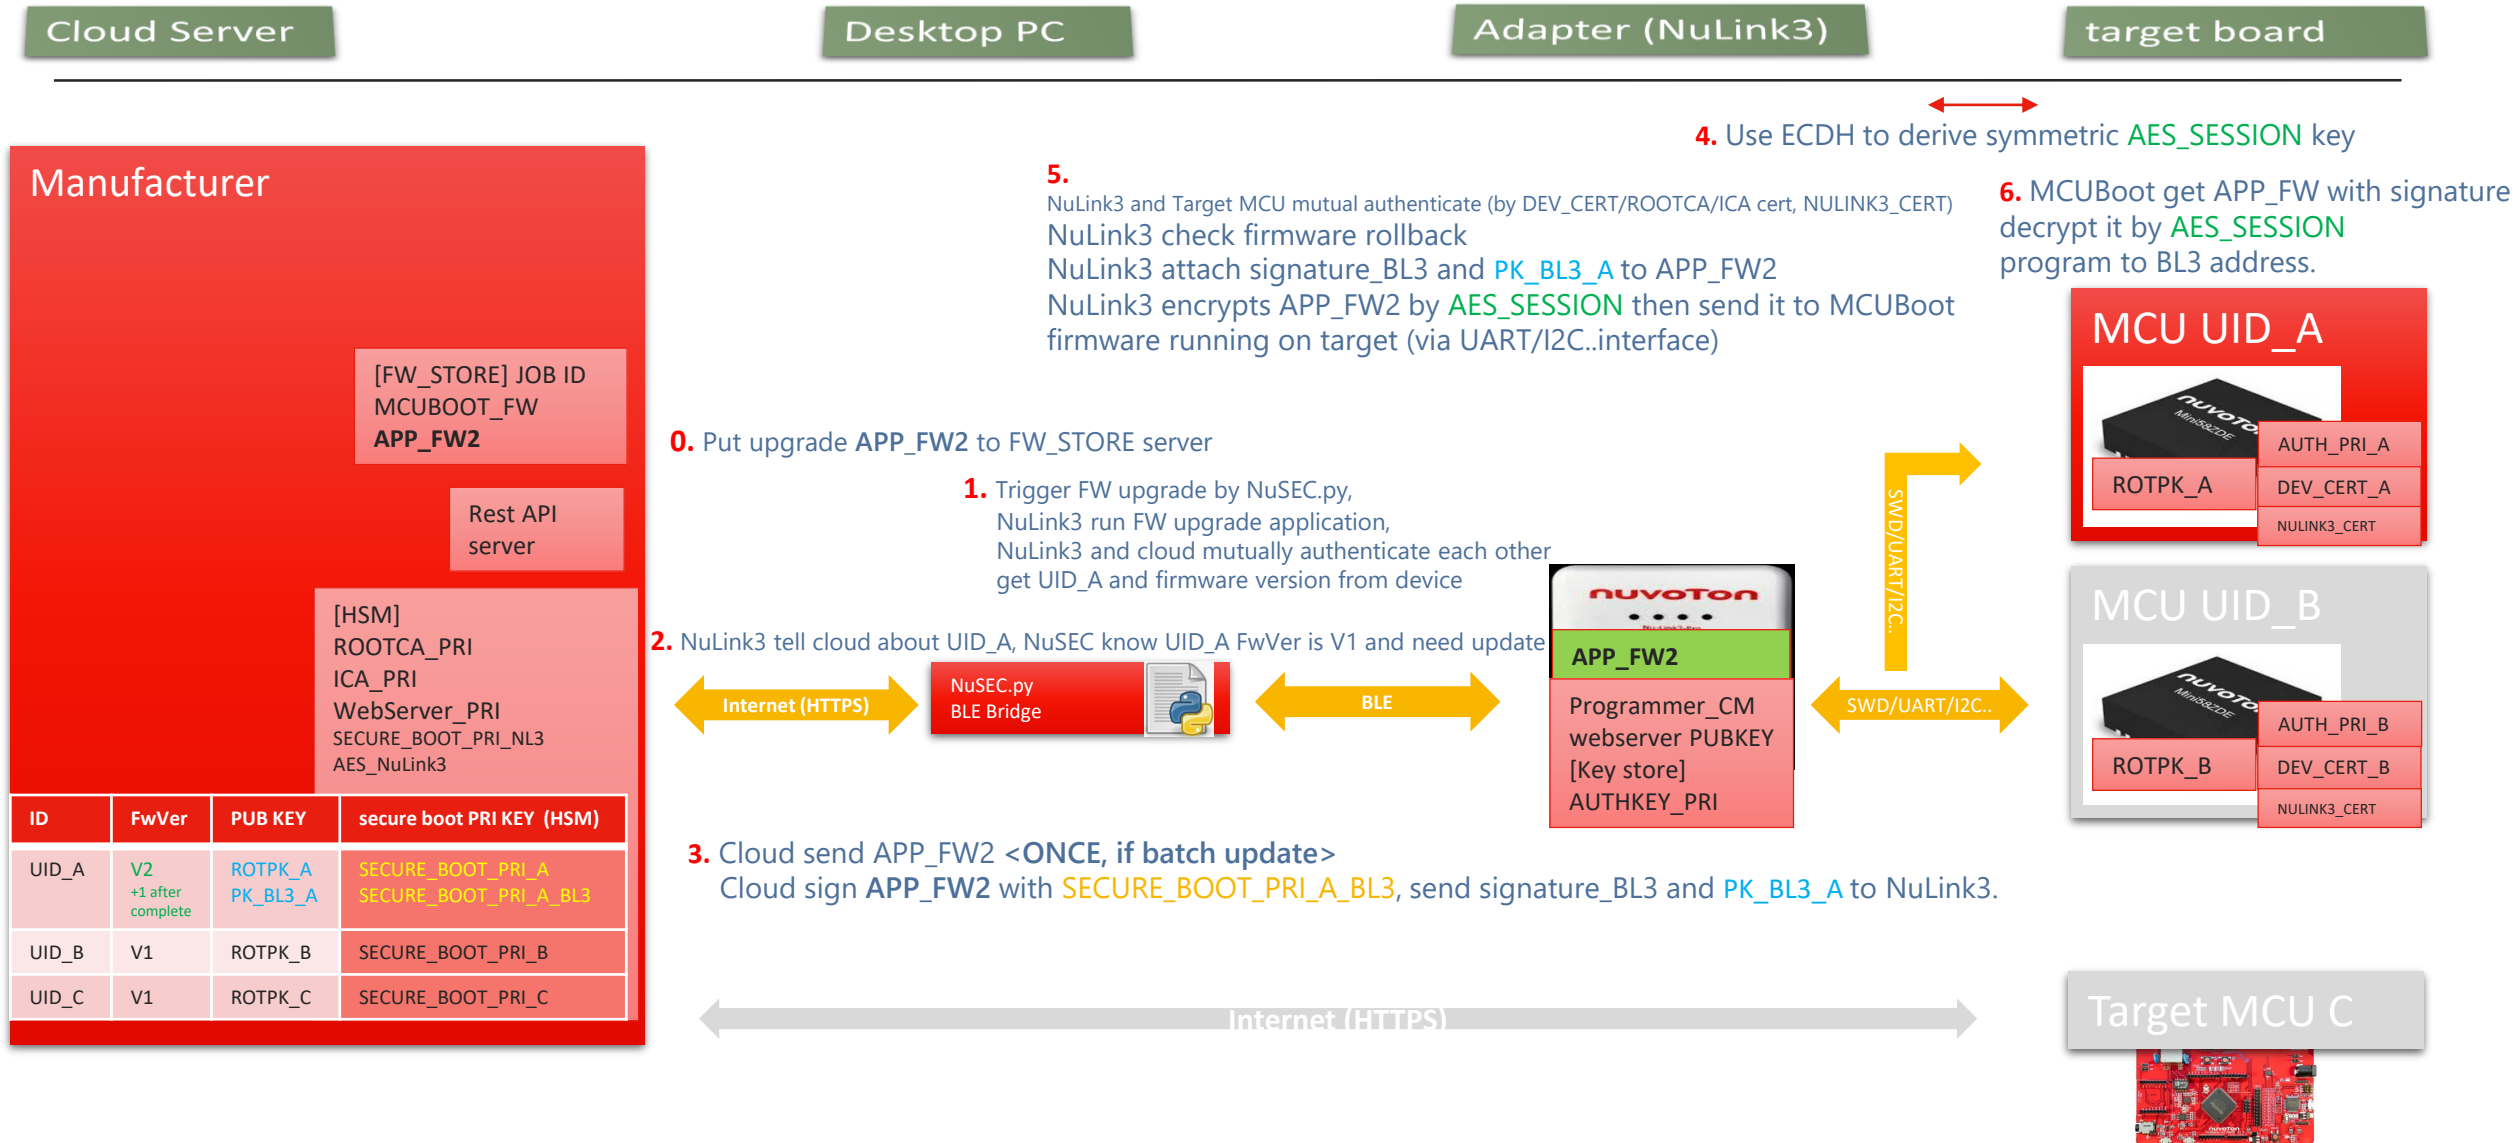 Cloud Server
Desktop PC
Adapter (NuLink3)
target board
4. Use ECDH to derive symmetric AES_SESSION key
Manufacturer
5.
NuLink3 and Target MCU mutual authenticate (by DEV_CERT/ROOTCA/ICA cert, NULINK3_CERT)
NuLink3 check firmware rollback
NuLink3 attach signature_BL3 and PK_BL3_A to APP_FW2
NuLink3 encrypts APP_FW2 by AES_SESSION then send it to MCUBoot
firmware running on target (via UART/I2C..interface)
6. MCUBoot get APP_FW with signature
decrypt it by AES_SESSION
program to BL3 address.
[FW_STORE] JOB ID
MCUBOOT_FW
APP_FW2
Rest API
server
[HSM]
ROOTCA_PRI
ICA_PRI
WebServer_PRI
SECURE_BOOT_PRI_NL3
AES_NuLink3
0. Put upgrade APP_FW2 to FW_STORE server
1. Trigger FW upgrade by NuSEC.py,
NuLink3 run FW upgrade application,
NuLink3 and cloud mutually authenticate each other
get UID_A and firmware version from device
2. NuLink3 tell cloud about UID_A, NuSEC know UID_A FwVer is V1 and need update
Internet (HTTPS)
NuSEC.py
BLE Bridge
BLE
nuvoTon
Nu-Link2-Pro
APP_FW2
Programmer_CM
webserver PUBKEY
[Key store]
AUTHKEY_PRI
SWD/UART/I2C..
SWD/UART/I2C..
MCU UID_A
nuvoTon
Mini58ZDE
ROTPK_A
AUTH_PRI_A
DEV_CERT_A
NULINK3_CERT
MCU UID_B
nuvoTon
Mini58ZDE
ROTPK_B
AUTH_PRI_B
DEV_CERT_B
NULINK3_CERT
ID FwVer PUB KEY secure boot PRI KEY (HSM)
UID_A V2 ROTPK_A SECURE_BOOT_PRI_A
+1 after PK_BL3_A SECURE_BOOT_PRI_A_BL3
complete
UID_B V1 ROTPK_B SECURE_BOOT_PRI_B
UID_C V1 ROTPK_C SECURE_BOOT_PRI_C
3. Cloud send APP_FW2 <ONCE, if batch update>
Cloud sign APP_FW2 with SECURE_BOOT_PRI_A_BL3, send signature_BL3 and PK_BL3_A to NuLink3.
Internet (HTTPS)
Target MCU C
nuvoTon